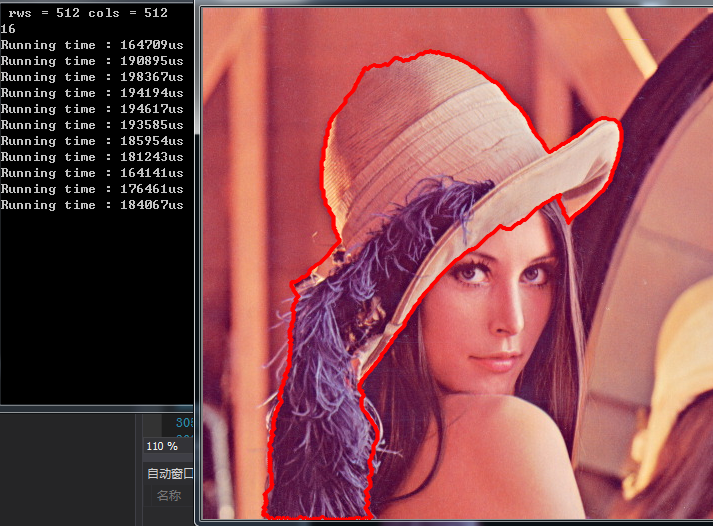 rws = 512 cols = 512
16
Running time : 164709us
Running time : 190895us
Running time : 198367us
Running time : 194194us
Running time : 194617us
Running time : 193585us
Running time : 185954us
Running time : 181243us
Running time : 164141us
Running time : 176461us
Running time : 184067us
110 %
自动窗口
名称